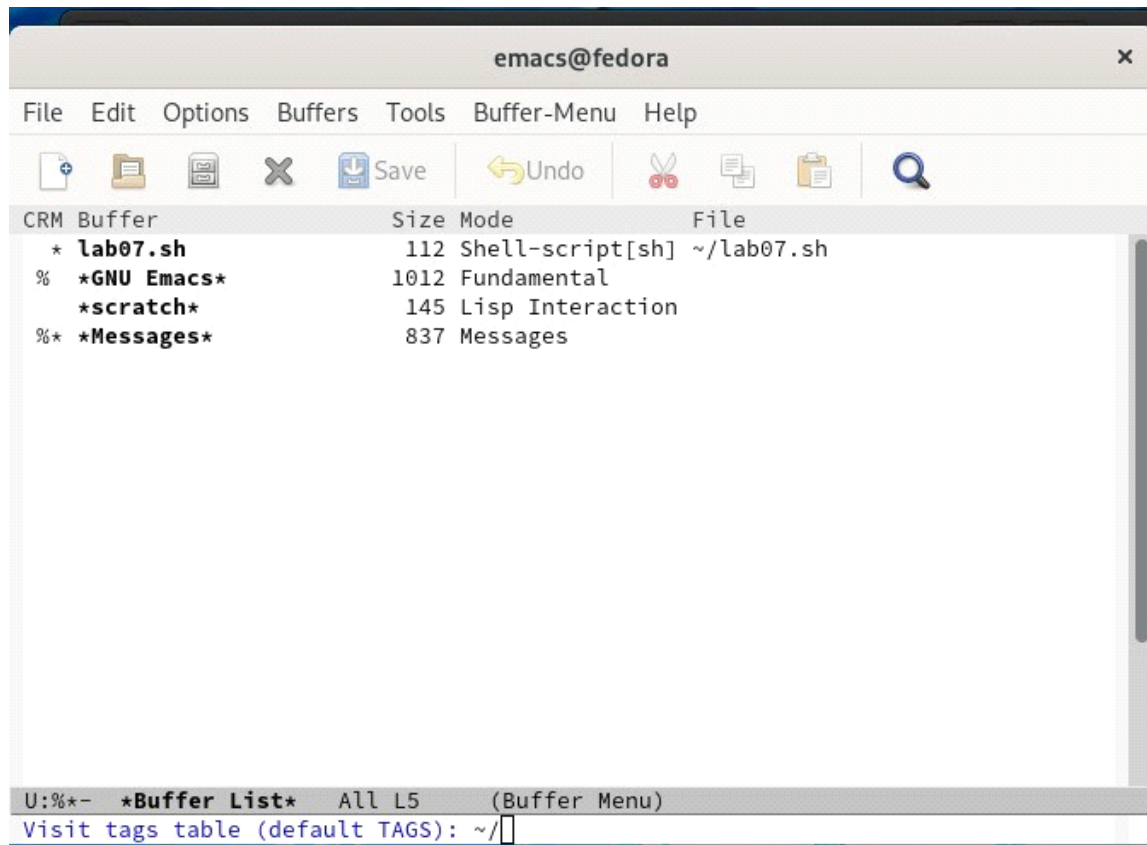 emacs@fedora ×
File Edit Options Buffers Tools Buffer-Menu Help
Save Undo
CRM Buffer Size Mode File
* lab07.sh 112 Shell-script[sh] ~/lab07.sh
% *GNU Emacs* 1012 Fundamental
*scratch* 145 Lisp Interaction
%* *Messages* 837 Messages
U:%*- *Buffer List* All L5 (Buffer Menu)
Visit tags table (default TAGS): ~/